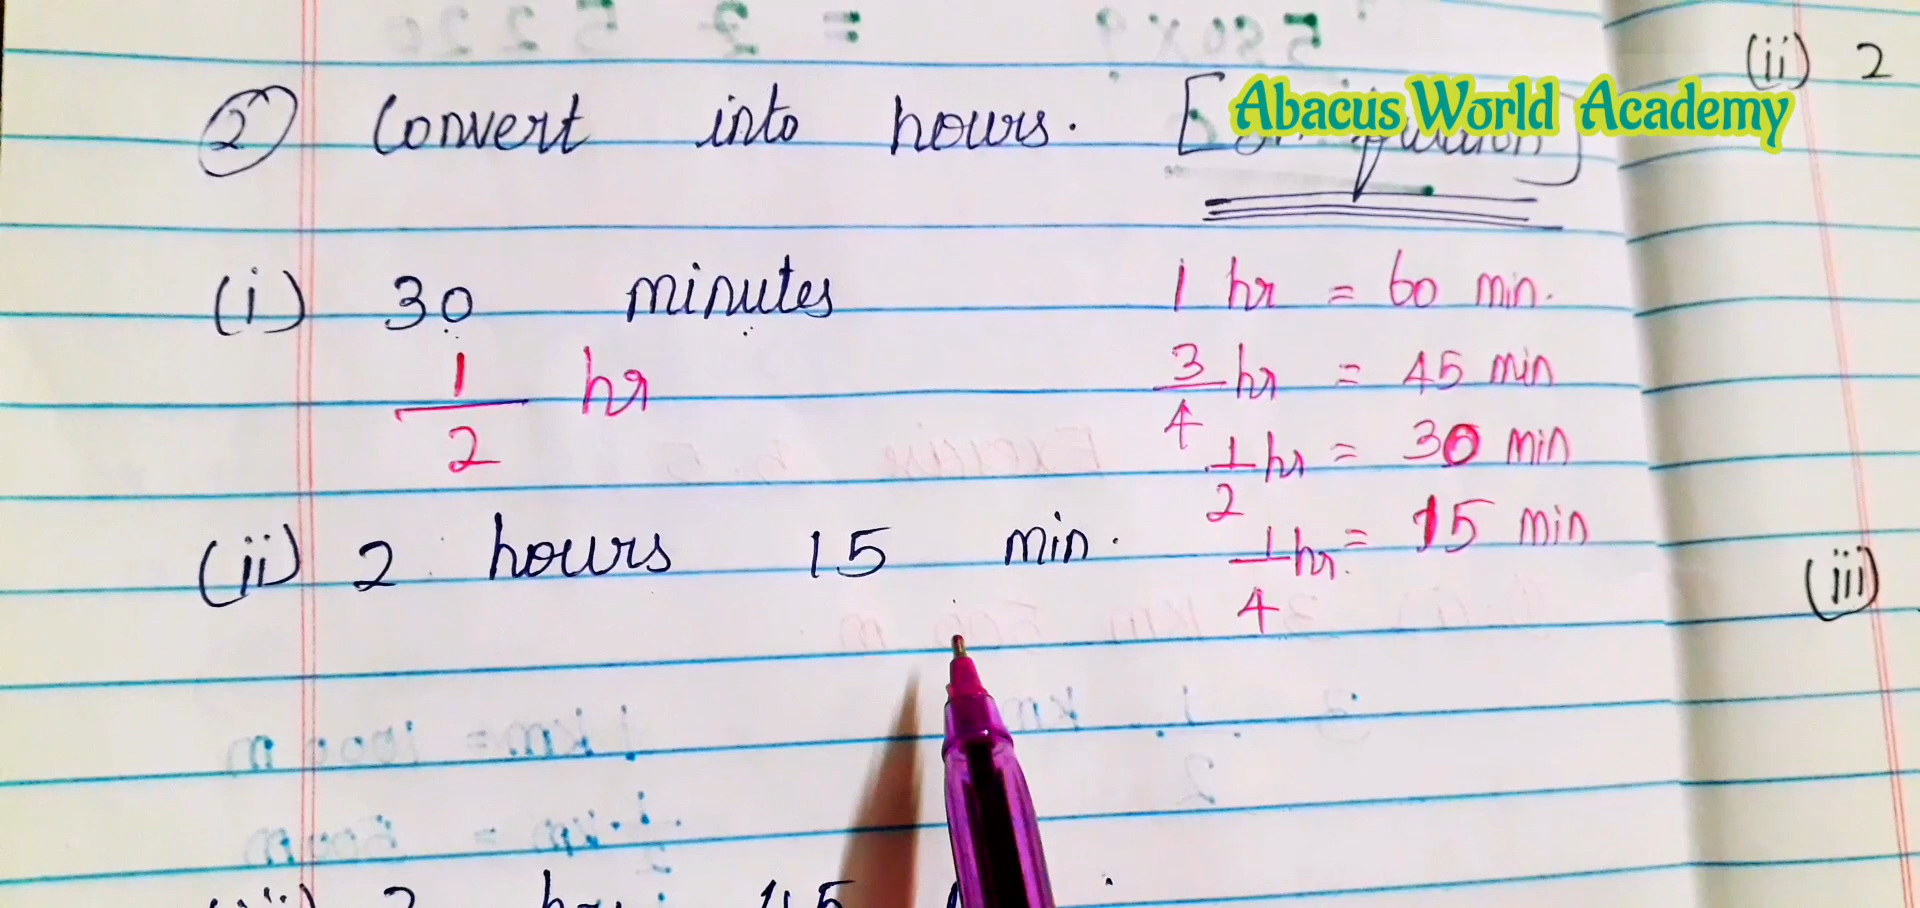 (ii) 2
Abacus World Academy
② Convert into hours. [
(i) 30 minutes
1/2 hr
1 hr = 60 min.
3/4 hr = 45 min
1/2 hr = 30 min
1/4 hr. = 15 min
(ii) 2 hours 15 min.
(iii)